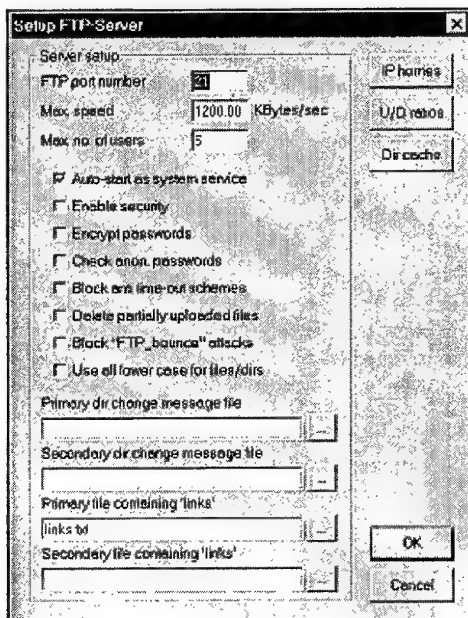 Setup FTP-Server
Server setup
FTP port number 21
Max. speed 1200.00 KBytes/sec
Max. no. of users 5
Auto-start as system service
Enable security
Encrypt passwords
Check anon. passwords
Block anti time-out schemes
Delete partially uploaded files
Block "FTP_bounce" attacks
Use all lower case for files/dirs
Primary dir change message file
...
Secondary dir change message file
...
Primary file containing 'links'
links.txt ...
Secondary file containing 'links'
...
IP homes
U/D ratios
Dir cache
OK
Cancel